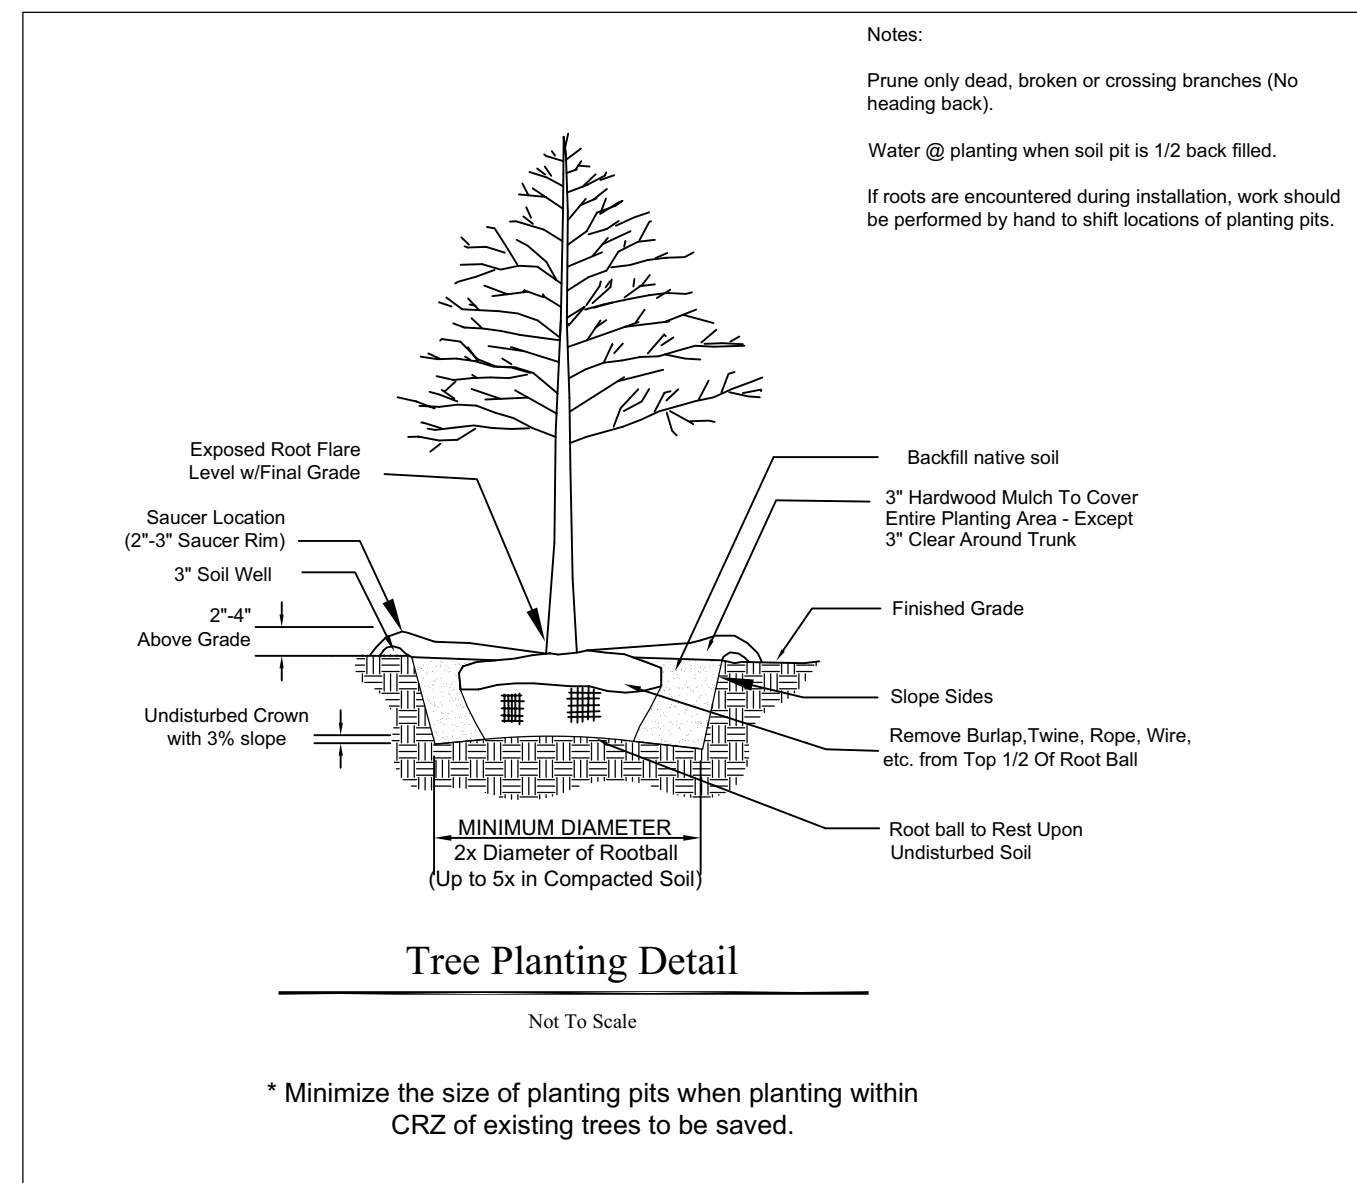 Notes:
Prune only dead, broken or crossing branches (No
heading back).
Water @ planting when soil pit is 1/2 back filled.
If roots are encountered during installation, work should
be performed by hand to shift locations of planting pits.
Exposed Root Flare
Level w/Final Grade
Saucer Location
(2"-3" Saucer Rim)
3" Soil Well
2"-4"
Above Grade
Undisturbed Crown
with 3% slope
Backfill native soil
3" Hardwood Mulch To Cover
Entire Planting Area - Except
3" Clear Around Trunk
Finished Grade
Slope Sides
Remove Burlap,Twine, Rope, Wire,
etc. from Top 1/2 Of Root Ball
Root ball to Rest Upon
Undisturbed Soil
MINIMUM DIAMETER
2x Diameter of Rootball
(Up to 5x in Compacted Soil)
Tree Planting Detail
Not To Scale
* Minimize the size of planting pits when planting within
CRZ of existing trees to be saved.